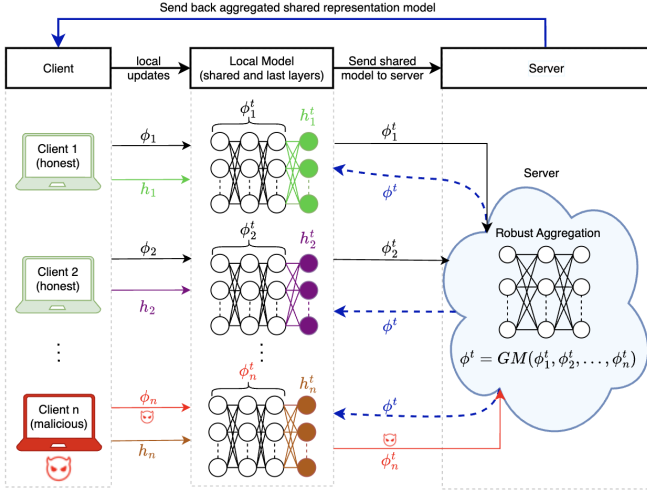 Send back aggregated shared representation model
Client
local
updates
Local Model
(shared and last layers)
Send shared
model to server
Server
Client 1
(honest)
ϕ₁
h₁
ϕ₁ᵗ
h₁ᵗ
ϕ₁ᵗ
ϕᵗ
Server
Client 2
(honest)
ϕ₂
h₂
ϕ₂ᵗ
h₂ᵗ
ϕ₂ᵗ
ϕᵗ
Robust Aggregation
ϕᵗ = GM(ϕ₁ᵗ, ϕ₂ᵗ, . . . , ϕₙᵗ)
Client n
(malicious)
ϕₙ
hₙ
ϕₙᵗ
hₙᵗ
ϕᵗ
ϕₙᵗ